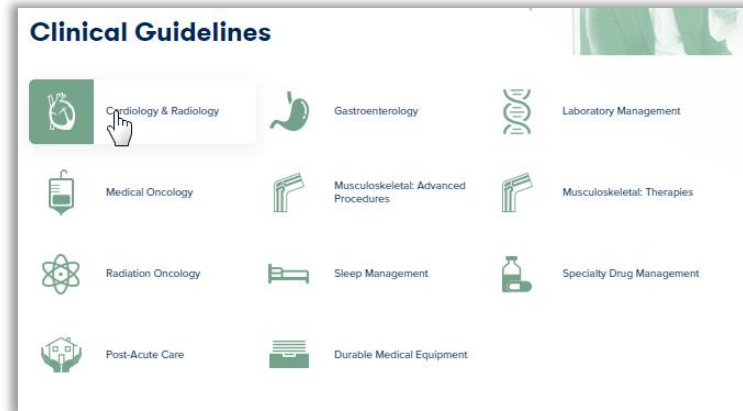 Clinical Guidelines
Cardiology & Radiology
Gastroenterology
Laboratory Management
Medical Oncology
Musculoskeletal: Advanced
Procedures
Musculoskeletal: Therapies
Radiation Oncology
Sleep Management
Specialty Drug Management
Post-Acute Care
Durable Medical Equipment